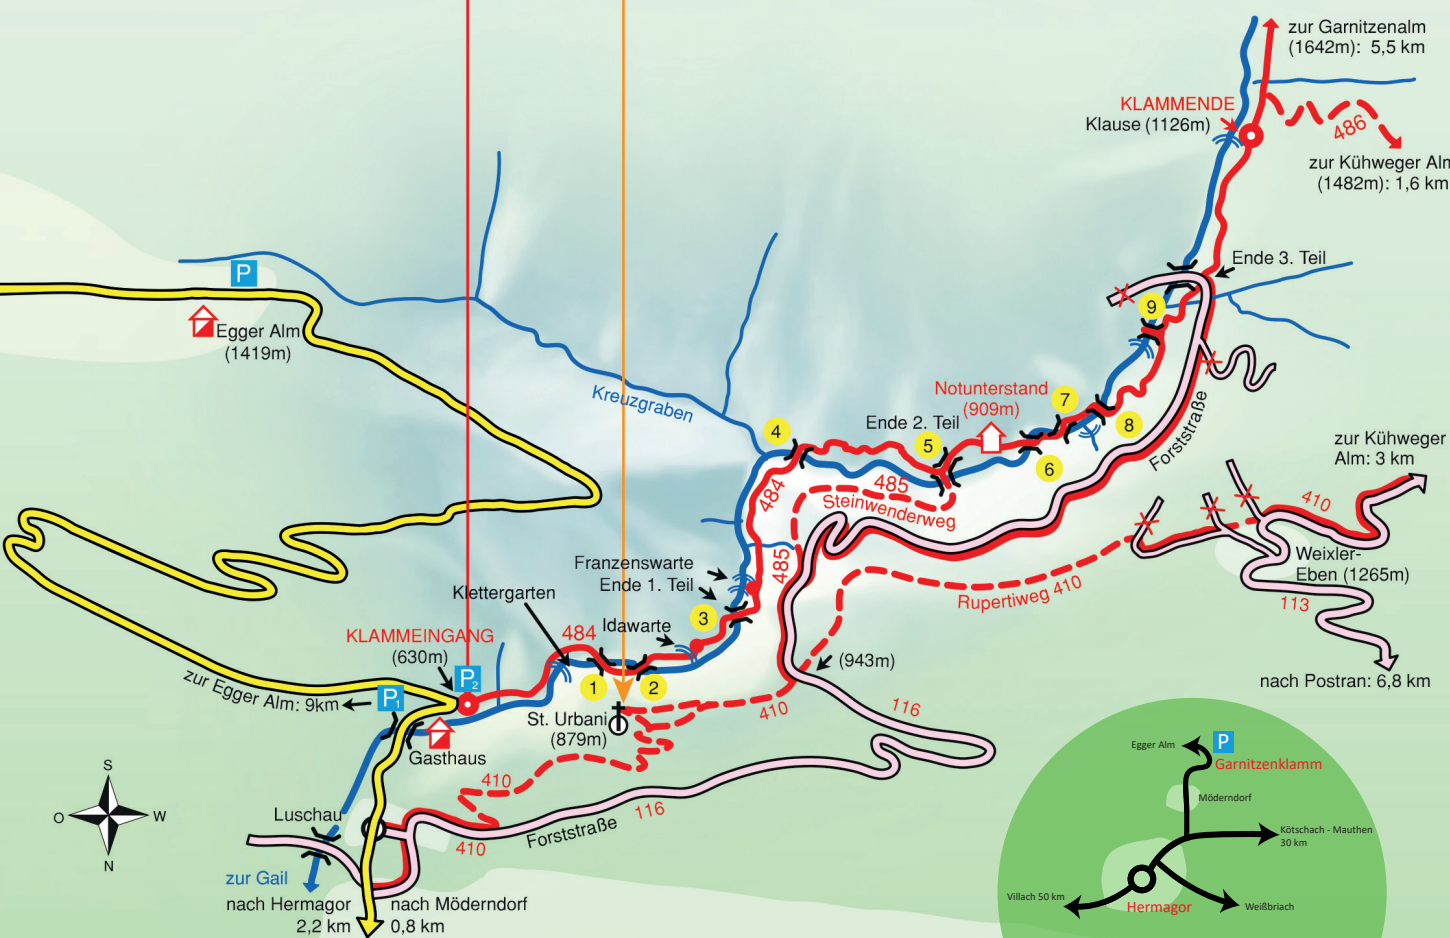 zur Garnitzenalm
(1642m): 5,5 km
KLAMMENDE
Klause (1126m)
486
zur Kühweger Alm
(1482m): 1,6 km
Ende 3. Teil
P
Egger Alm
(1419m)
9
Kreuzgraben
Notunterstand
(909m)
7
8
Ende 2. Teil
4
5
6
Forststraße
zur Kühweger
Alm: 3 km
484
485
Steinwenderweg
410
Weixler-
Eben (1265m)
113
Franzenswarte
Ende 1. Teil
485
Rupertiweg 410
Klettergarten
Idawarte
3
KLAMMEINGANG
(630m)
484
(943m)
nach Postran: 6,8 km
zur Egger Alm: 9km
P1
P2
1
2
St. Urbani
(879m)
410
116
Gasthaus
410
116
Forststraße
410
Luschau
S
O
W
N
zur Gail
nach Hermagor
2,2 km
nach Möderndorf
0,8 km
Egger Alm
P
Garnitzenklamm
Möderndorf
Kötschach - Mauthen
30 km
Villach 50 km
Hermagor
Weißbriach